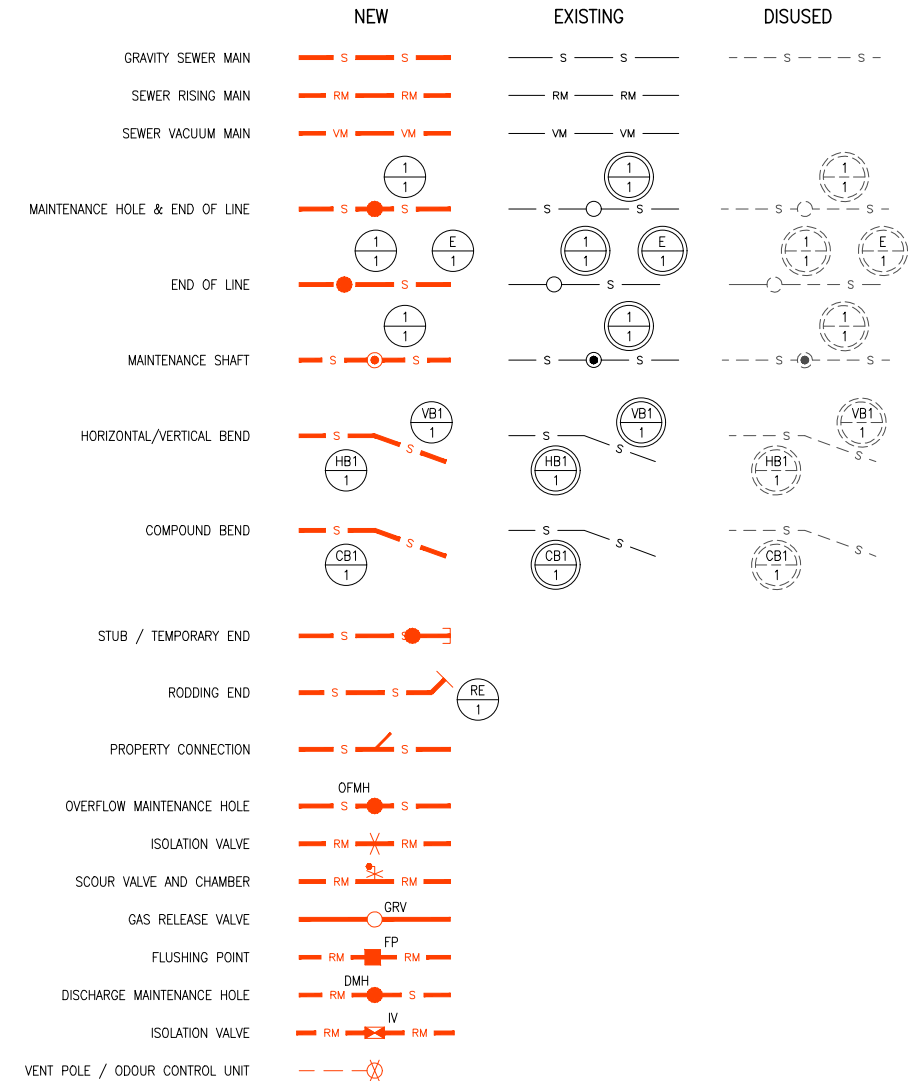 NEW EXISTING DISUSED
GRAVITY SEWER MAIN S S S S S S
SEWER RISING MAIN RM RM RM RM
SEWER VACUUM MAIN VM VM VM VM
1 1 1
1 1 1
MAINTENANCE HOLE & END OF LINE S S S S S S
1 E 1 E 1 E
1 1 1 1 1 1
END OF LINE S S S
1 1 1
1 1 1
MAINTENANCE SHAFT S S S S S S
VB1 VB1 VB1
1 1 1
HORIZONTAL/VERTICAL BEND S S S S S S
HB1 HB1 HB1
1 1 1
COMPOUND BEND S S S S S S
CB1 CB1 CB1
1 1 1
STUB / TEMPORARY END S S
RODDING END S S RE
1
PROPERTY CONNECTION S S
OFMH
OVERFLOW MAINTENANCE HOLE S S
ISOLATION VALVE RM RM
SCOUR VALVE AND CHAMBER RM RM
GAS RELEASE VALVE GRV
FP
FLUSHING POINT RM RM
DMH
DISCHARGE MAINTENANCE HOLE RM S
IV
ISOLATION VALVE RM RM
VENT POLE / ODOUR CONTROL UNIT